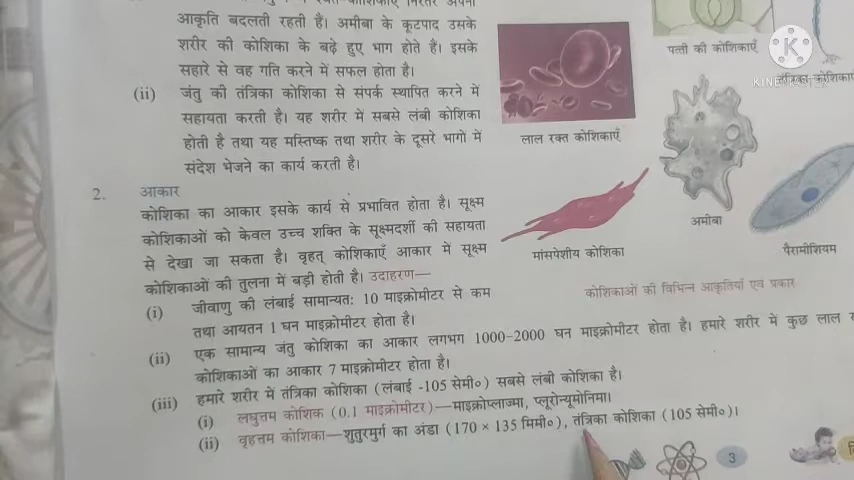 आकृति बदलती रहती है। अमीबा के कूटपाद उसके
शरीर की कोशिका के बढ़े हुए भाग होते हैं। इसके
सहारे से वह गति करने में सफल होता है।
(ii) जंतु की तंत्रिका कोशिका से संपर्क स्थापित करने में
सहायता करती है। यह शरीर में सबसे लंबी कोशिका
होती है तथा यह मस्तिष्क तथा शरीर के दूसरे भागों में
संदेश भेजने का कार्य करती है।
2. आकार
कोशिका का आकार इसके कार्य से प्रभावित होता है। सूक्ष्म
कोशिकाओं को केवल उच्च शक्ति के सूक्ष्मदर्शी की सहायता
से देखा जा सकता है। वृहत् कोशिकाएँ आकार में सूक्ष्म
कोशिकाओं की तुलना में बड़ी होती है। उदाहरण—
(i) जीवाणु की लंबाई सामान्यत: 10 माइक्रोमीटर से कम
तथा आयतन 1 घन माइक्रोमीटर होता है।
(ii) एक सामान्य जंतु कोशिका का आकार लगभग 1000-2000 घन माइक्रोमीटर होता है। हमारे शरीर में कुछ लाल
कोशिकाओं का आकार 7 माइक्रोमीटर होता है।
(iii) हमारे शरीर में तंत्रिका कोशिका (लंबाई -105 सेमी०) सबसे लंबी कोशिका है।
(i) लघुत्तम कोशिक (0.1 माइक्रोमीटर)—माइक्रोप्लाज्मा, प्लूरोन्यूमोनिमा।
(ii) वृहत्तम कोशिका—शुतुरमुर्ग का अंडा (170 × 135 मिमी०), तंत्रिका कोशिका (105 सेमी०)।
पत्ती की कोशिकाएँ
तंत्रिका कोशिकाएँ
लाल रक्त कोशिकाएँ
अमीबा
मांसपेशीय कोशिका
पैरामीशियम
कोशिकाओं की विभिन्न आकृतियाँ एवं प्रकार
3
K
KINEMASTER